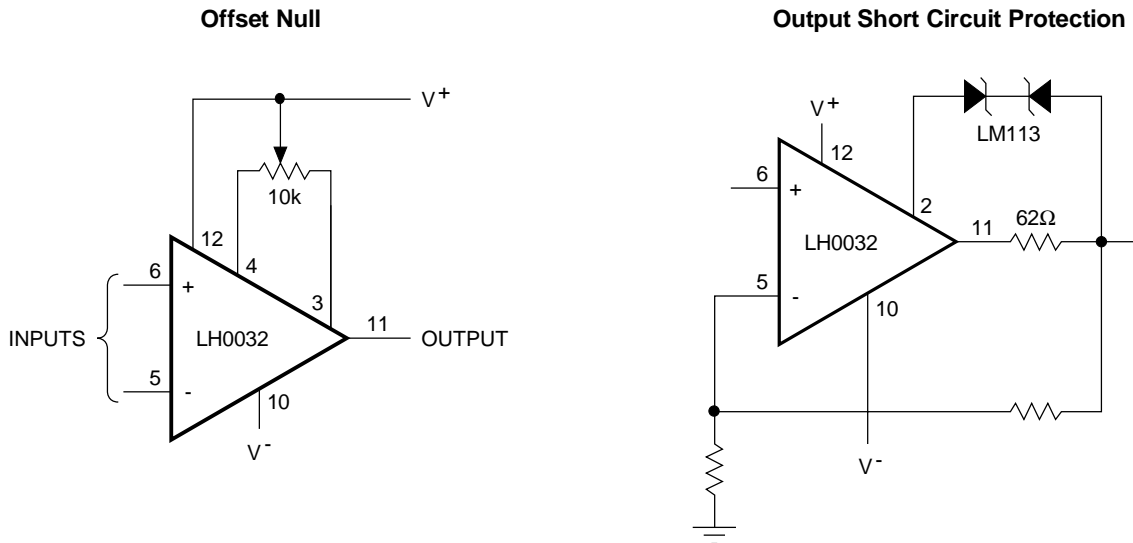 Offset Null
V+
10k
12
4
3
6
+
INPUTS
LH0032
11
OUTPUT
5
-
10
V-
Output Short Circuit Protection
LM113
V+
12
6
+
2
62Ω
11
LH0032
5
-
10
V-